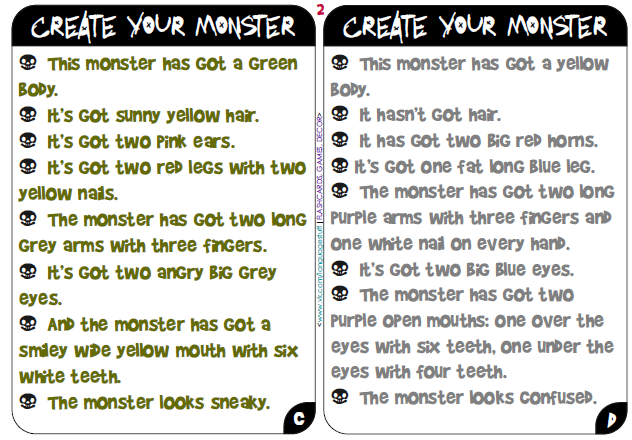 CREATE YOUR MONSTER
This monster has got a green
body.
It's got sunny yellow hair.
It's got two pink ears.
It's got two red legs with two
yellow nails.
The monster has got two long
grey arms with three fingers.
It's got two angry big grey
eyes.
And the monster has got a
smiley wide yellow mouth with six
white teeth.
The monster looks sneaky.
C
2
<www.vk.com/languagestuff | FLASHCARDS, GAMES, DECOR>
CREATE YOUR MONSTER
This monster has got a yellow
body.
It hasn't got hair.
It has got two big red horns.
It's got one fat long blue leg.
The monster has got two long
purple arms with three fingers and
one white nail on every hand.
It's got two big blue eyes.
The monster has got two
purple open mouths: one over the
eyes with six teeth, one under the
eyes with four teeth.
The monster looks confused.
D